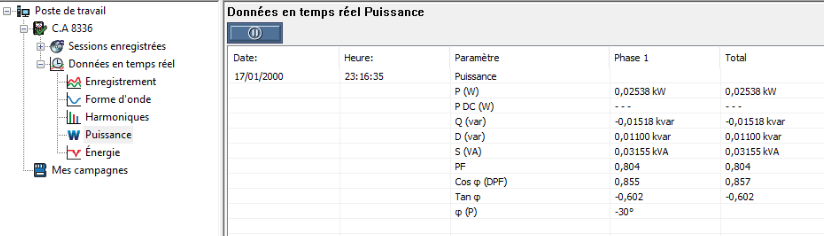 Poste de travail
C.A 8336
Sessions enregistrées
Données en temps réel
Enregistrement
Forme d'onde
Harmoniques
W Puissance
Énergie
Mes campagnes
Données en temps réel Puissance
Date: Heure: Paramètre Phase 1 Total
17/01/2000 23:16:35 Puissance
P (W) 0,02538 kW 0,02538 kW
P DC (W) - - - - - -
Q (var) -0,01518 kvar -0,01518 kvar
D (var) 0,01100 kvar 0,01100 kvar
S (VA) 0,03155 kVA 0,03155 kVA
PF 0,804 0,804
Cos φ (DPF) 0,855 0,857
Tan φ -0,602 -0,602
φ (P) -30°